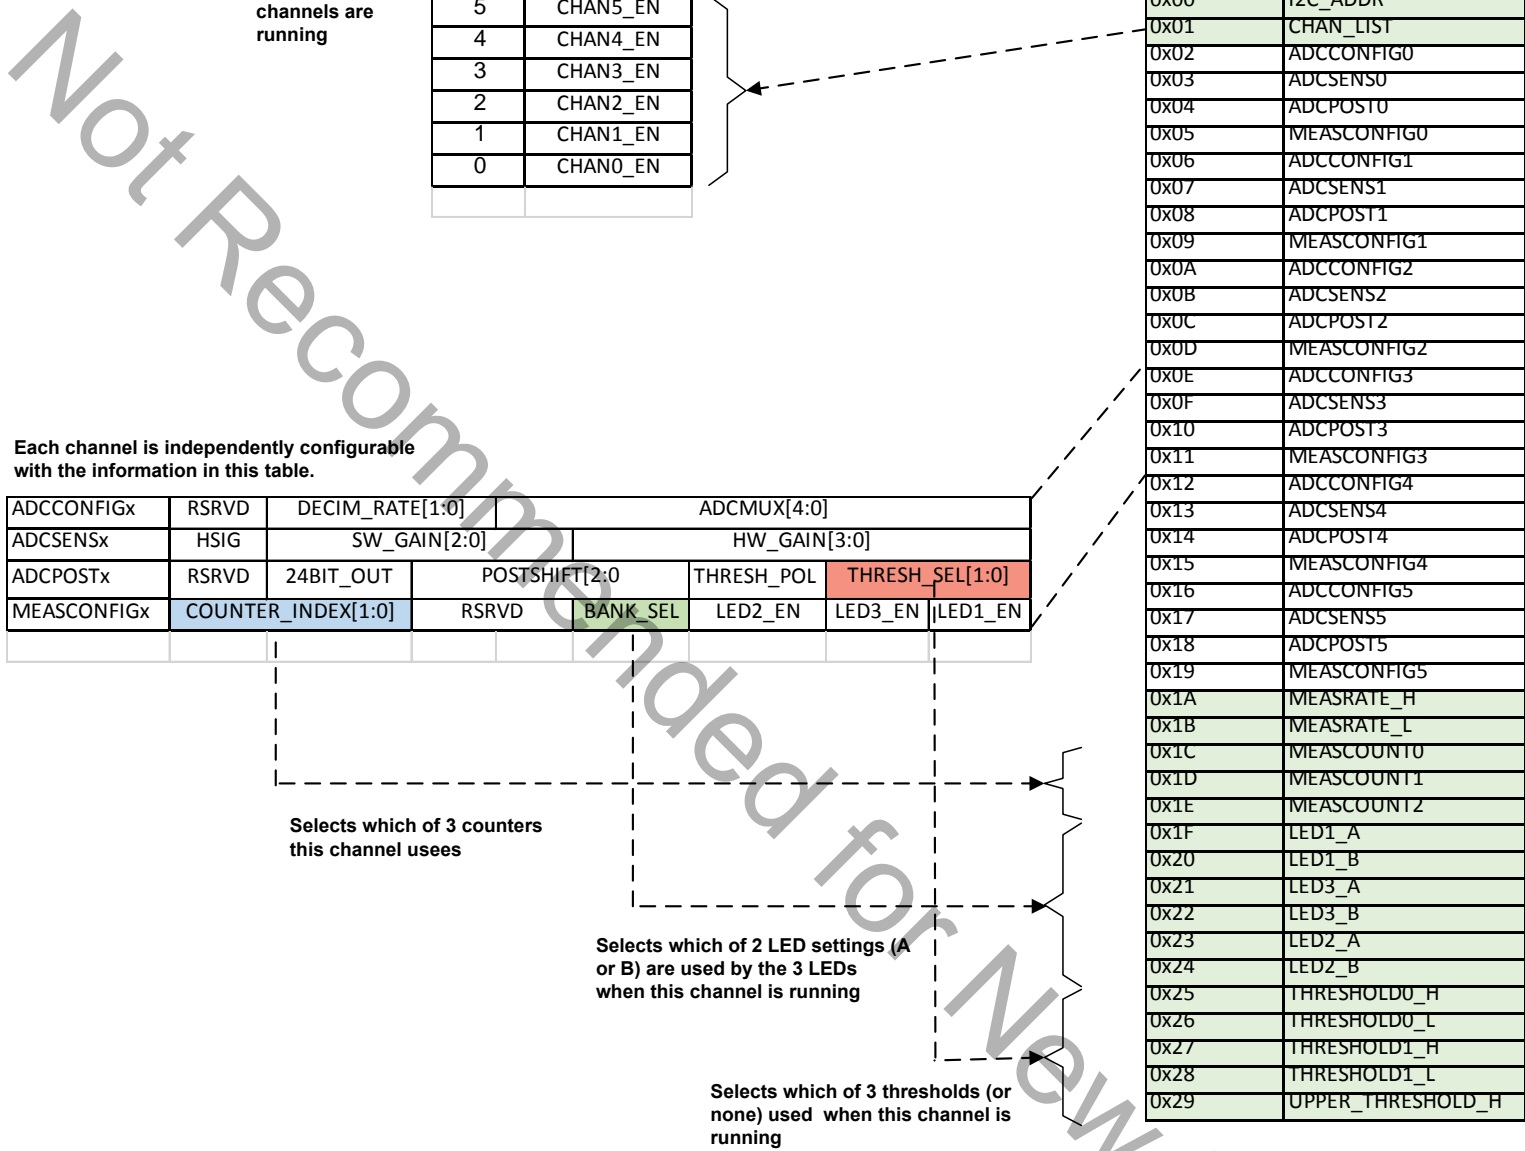 channels are
running
5 CHAN5_EN
4 CHAN4_EN
3 CHAN3_EN
2 CHAN2_EN
1 CHAN1_EN
0 CHAN0_EN
0x00 I2C_ADDR
0x01 CHAN_LIST
0x02 ADCCONFIG0
0x03 ADCSENS0
0x04 ADCPOST0
0x05 MEASCONFIG0
0x06 ADCCONFIG1
0x07 ADCSENS1
0x08 ADCPOST1
0x09 MEASCONFIG1
0x0A ADCCONFIG2
0x0B ADCSENS2
0x0C ADCPOST2
0x0D MEASCONFIG2
0x0E ADCCONFIG3
0x0F ADCSENS3
0x10 ADCPOST3
0x11 MEASCONFIG3
0x12 ADCCONFIG4
0x13 ADCSENS4
0x14 ADCPOST4
0x15 MEASCONFIG4
0x16 ADCCONFIG5
0x17 ADCSENS5
0x18 ADCPOST5
0x19 MEASCONFIG5
0x1A MEASRATE_H
0x1B MEASRATE_L
0x1C MEASCOUNT0
0x1D MEASCOUNT1
0x1E MEASCOUNT2
0x1F LED1_A
0x20 LED1_B
0x21 LED3_A
0x22 LED3_B
0x23 LED2_A
0x24 LED2_B
0x25 THRESHOLD0_H
0x26 THRESHOLD0_L
0x27 THRESHOLD1_H
0x28 THRESHOLD1_L
0x29 UPPER_THRESHOLD_H
Each channel is independently configurable
with the information in this table.
ADCCONFIGx RSRVD DECIM_RATE[1:0] ADCMUX[4:0]
ADCSENSx HSIG SW_GAIN[2:0] HW_GAIN[3:0]
ADCPOSTx RSRVD 24BIT_OUT POSTSHIFT[2:0 THRESH_POL THRESH_SEL[1:0]
MEASCONFIGx COUNTER_INDEX[1:0] RSRVD BANK_SEL LED2_EN LED3_EN LED1_EN
Selects which of 3 counters
this channel usees
Selects which of 2 LED settings (A
or B) are used by the 3 LEDs
when this channel is running
Selects which of 3 thresholds (or
none) used when this channel is
running
Not Recommended for New